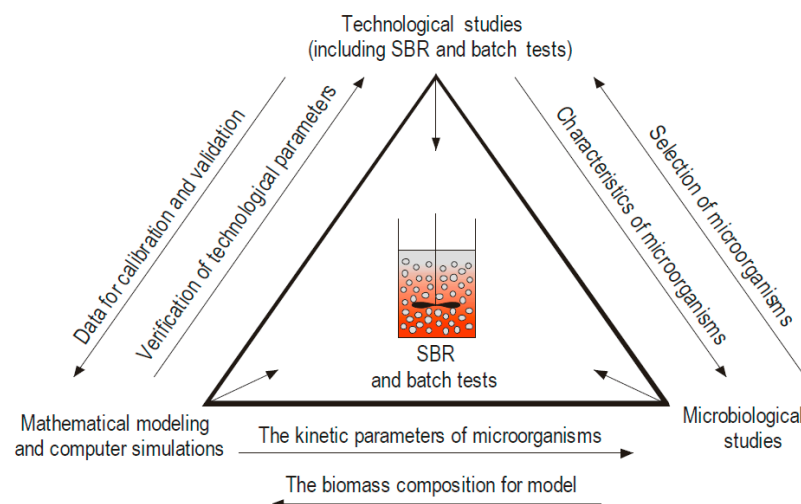 Technological studies
(including SBR and batch tests)
Data for calibration and validation
Verification of technological parameters
Characteristics of microorganisms
Selection of microorganisms
SBR
and batch tests
Mathematical modeling
and computer simulations
Microbiological
studies
The kinetic parameters of microorganisms
The biomass composition for model